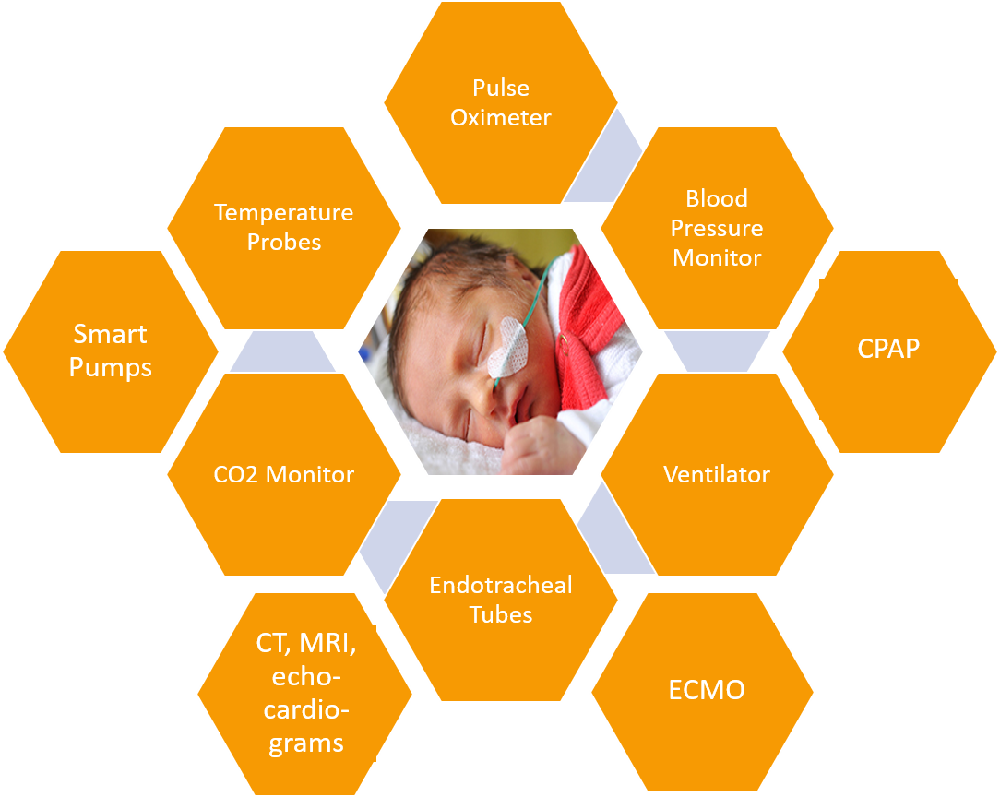 Pulse
Oximeter
Temperature
Probes
Blood
Pressure
Monitor
Smart
Pumps
CPAP
CO2 Monitor
Ventilator
Endotracheal
Tubes
CT, MRI,
echo-
cardio-
grams
ECMO